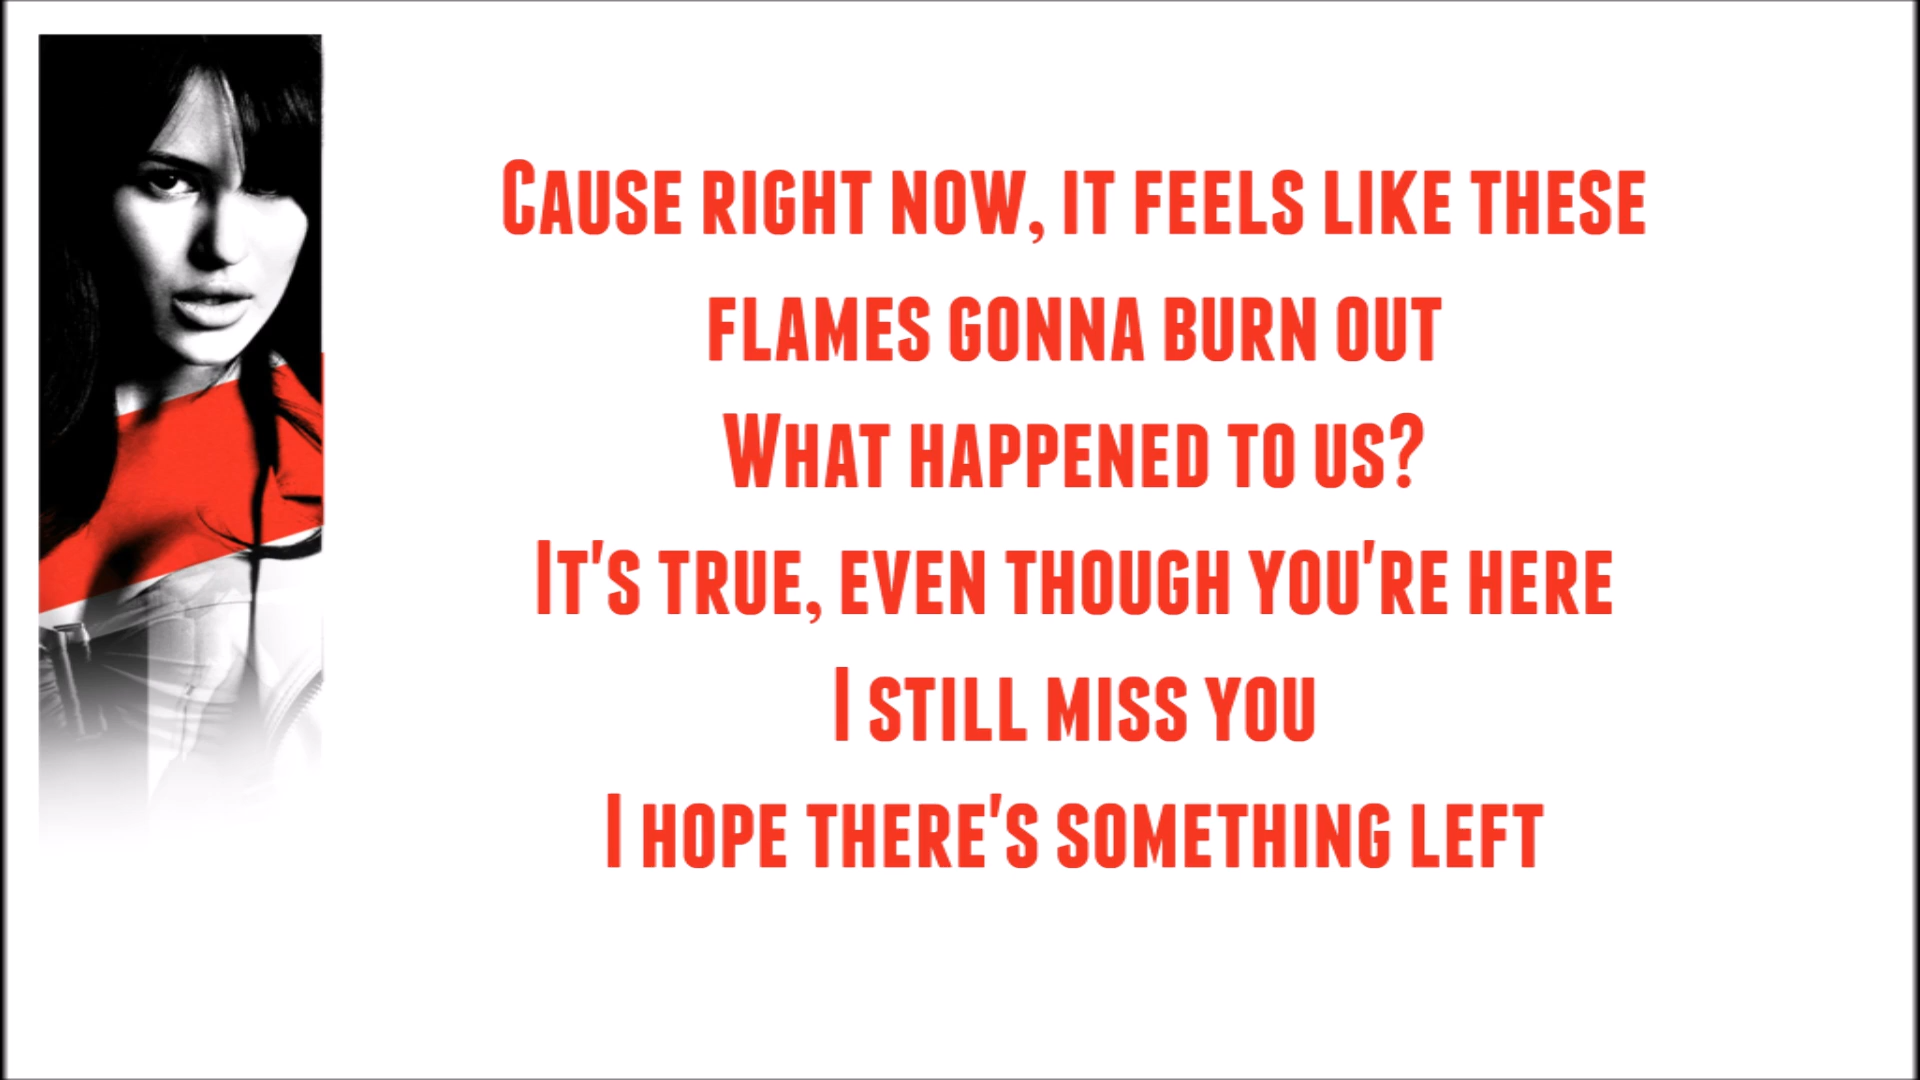 Cause right now, it feels like these
flames gonna burn out
What happened to us?
It's true, even though you're here
I still miss you
I hope there's something left